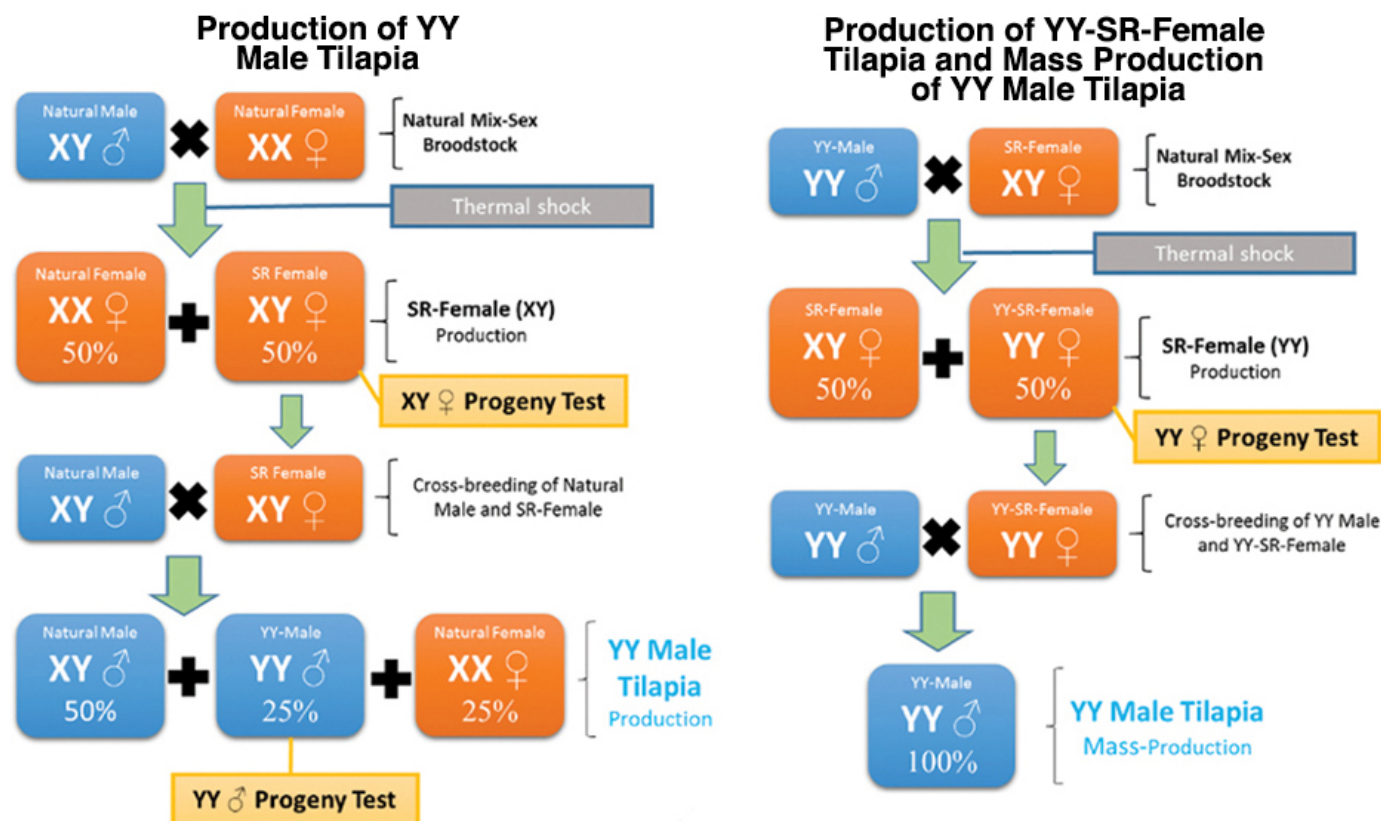 Production of YY
Male Tilapia
Natural Male
XY ♂
Natural Female
XX ♀
Natural Mix-Sex
Broodstock
Thermal shock
Natural Female
XX ♀
50%
SR Female
XY ♀
50%
SR-Female (XY)
Production
XY ♀ Progeny Test
Natural Male
XY ♂
SR Female
XY ♀
Cross-breeding of Natural
Male and SR-Female
Natural Male
XY ♂
50%
YY-Male
YY ♂
25%
Natural Female
XX ♀
25%
YY Male
Tilapia
Production
YY ♂ Progeny Test
Production of YY-SR-Female
Tilapia and Mass Production
of YY Male Tilapia
YY-Male
YY ♂
SR-Female
XY ♀
Natural Mix-Sex
Broodstock
Thermal shock
SR-Female
XY ♀
50%
YY-SR-Female
YY ♀
50%
SR-Female (YY)
Production
YY ♀ Progeny Test
YY-Male
YY ♂
YY-SR-Female
YY ♀
Cross-breeding of YY Male
and YY-SR-Female
YY-Male
YY ♂
100%
YY Male Tilapia
Mass-Production